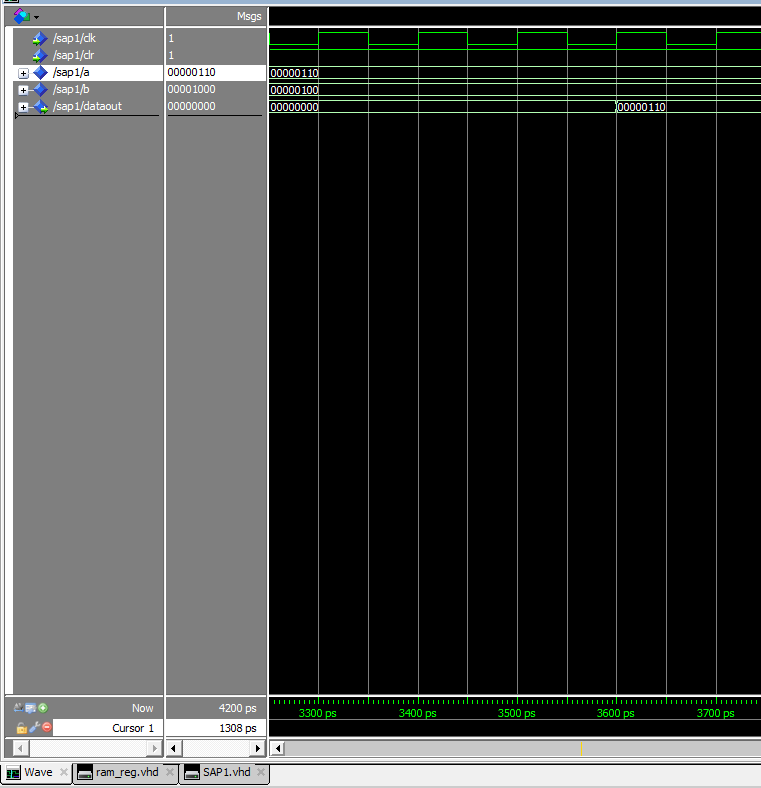 Msgs
/sap1/clk 1
/sap1/clr 1
/sap1/a 00000110 00000110
/sap1/b 00001000 00000100
/sap1/dataout 00000000 00000000 00000110
Now 4200 ps 3300 ps 3400 ps 3500 ps 3600 ps 3700 ps
Cursor 1 1308 ps
Wave ram_reg.vhd SAP1.vhd